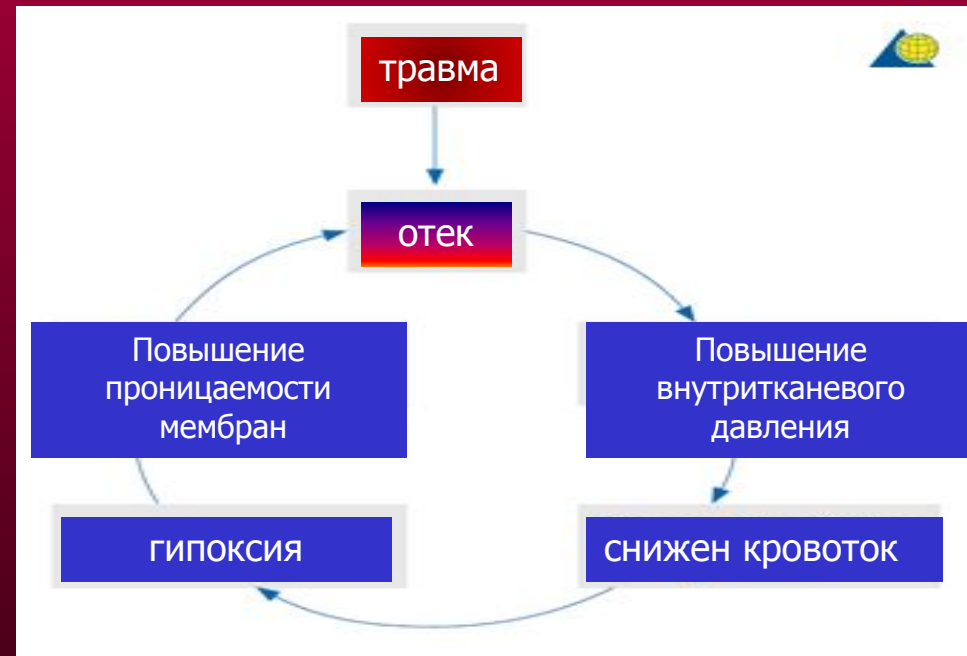 травма
отек
Повышение
проницаемости
мембран
Повышение
внутритканевого
давления
гипоксия
снижен кровоток